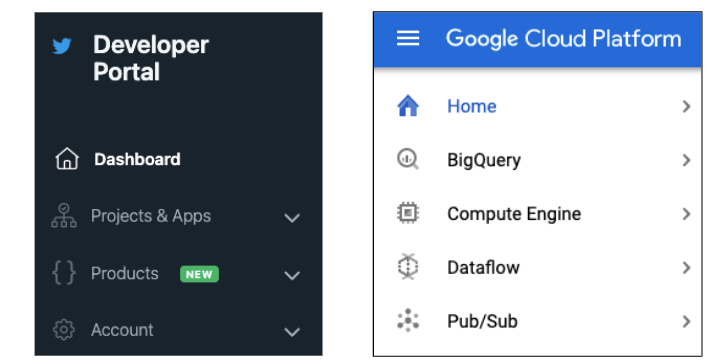 Developer
Portal
Dashboard
Projects & Apps
Products NEW
Account
Google Cloud Platform
Home
BigQuery
Compute Engine
Dataflow
Pub/Sub